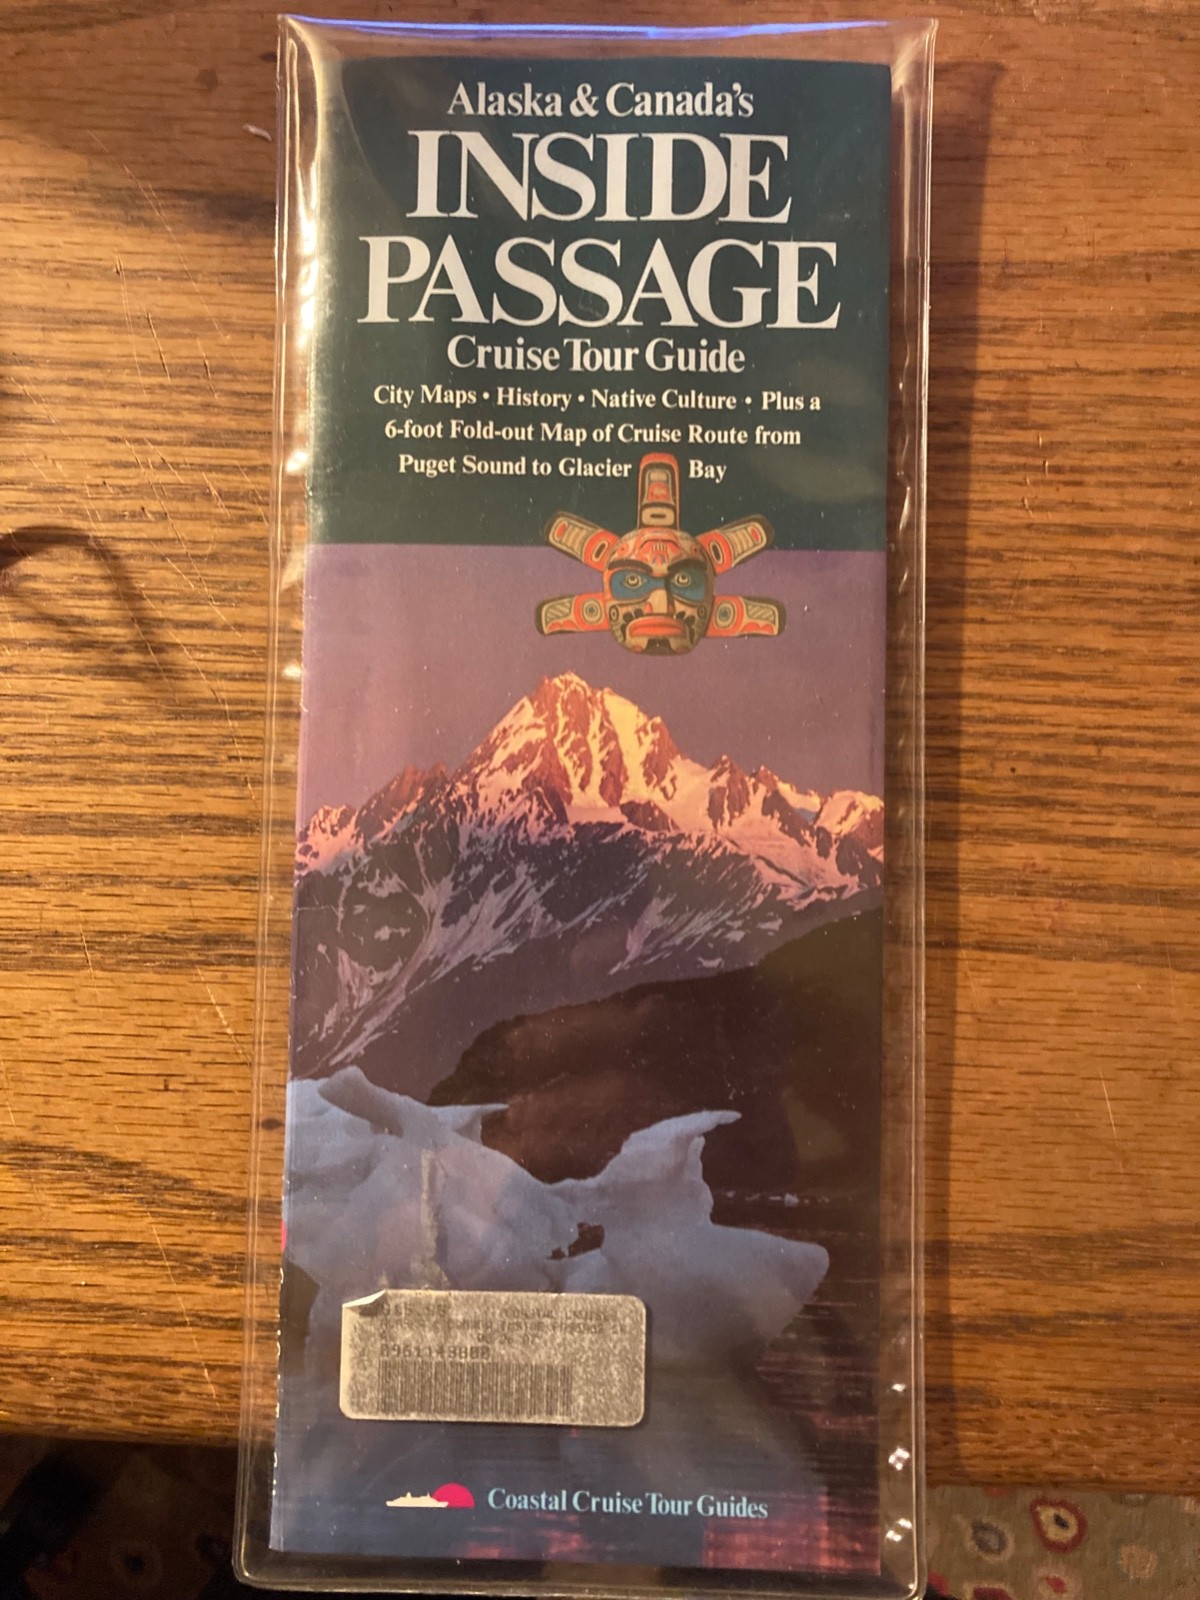 Alaska & Canada's
INSIDE
PASSAGE
Cruise Tour Guide
City Maps • History • Native Culture • Plus a
6-foot Fold-out Map of Cruise Route from
Puget Sound to Glacier Bay
0961143800
Coastal Cruise Tour Guides